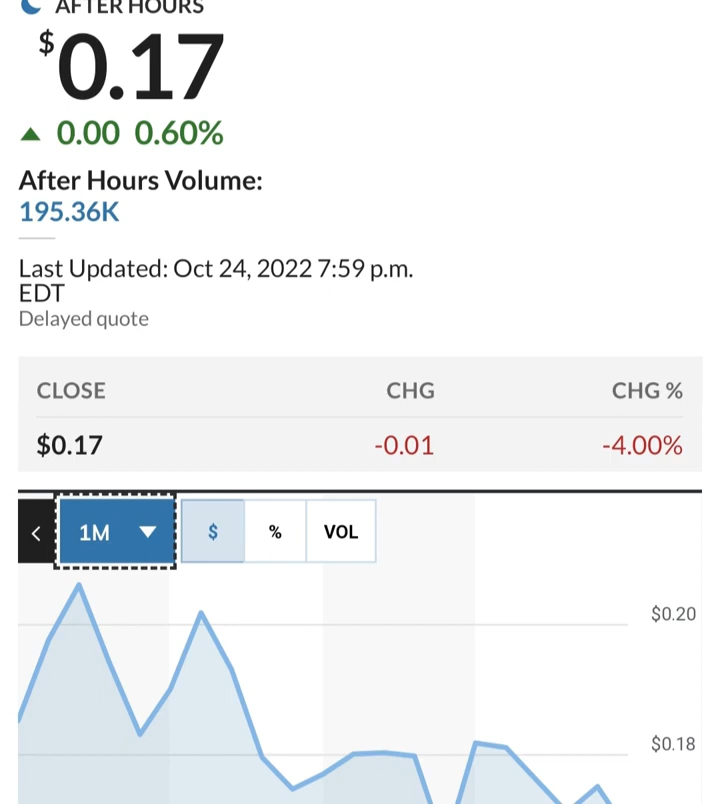 AFTER HOURS
$0.17
0.00 0.60%
After Hours Volume:
195.36K
Last Updated: Oct 24, 2022 7:59 p.m.
EDT
Delayed quote
CLOSE CHG CHG %
$0.17 -0.01 -4.00%
1M $ % VOL
$0.20
$0.18